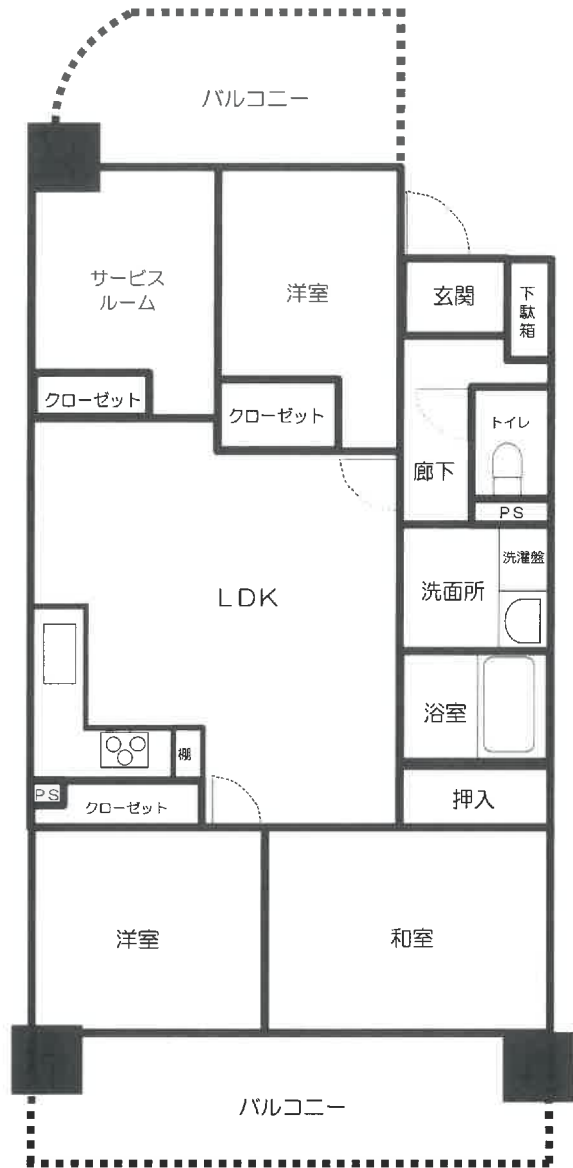 バルコニー
サービス
ルーム
洋室
玄関
下
駄
箱
クローゼット
クローゼット
トイレ
廊下
PS
洗濯盤
洗面所
LDK
浴室
棚
PS
クローゼット
押入
洋室
和室
バルコニー